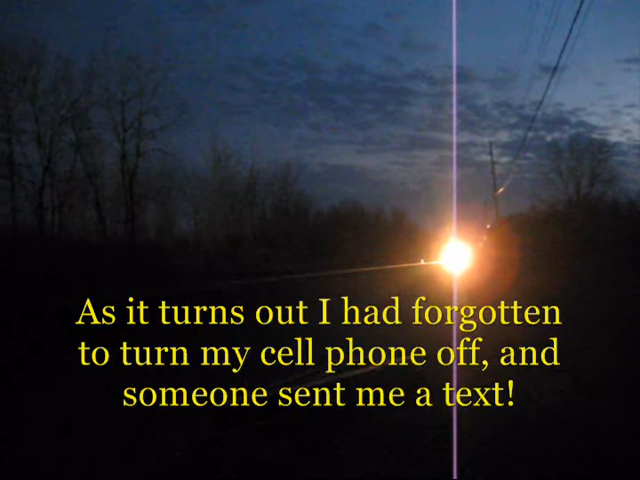 As it turns out I had forgotten
to turn my cell phone off, and
someone sent me a text!